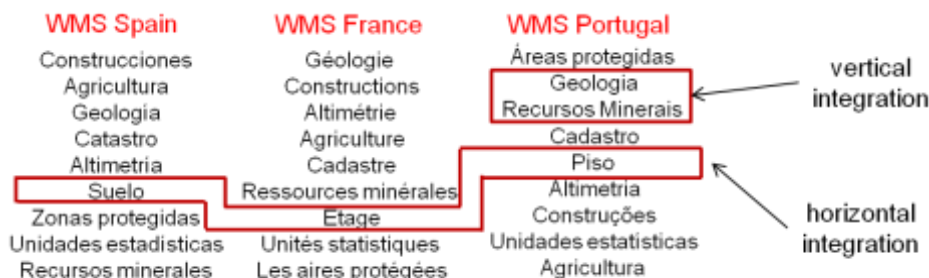 WMS Spain
Construcciones
Agricultura
Geologia
Catastro
Altimetria
Suelo
Zonas protegidas
Unidades estadisticas
Recursos minerales
WMS France
Géologie
Constructions
Altimétrie
Agriculture
Cadastre
Ressources minérales
Etage
Unités statistiques
Les aires protégées
WMS Portugal
Áreas protegidas
Geologia
Recursos Minerais
Cadastro
Piso
Altimetria
Construções
Unidades estatisticas
Agricultura
vertical
integration
horizontal
integration